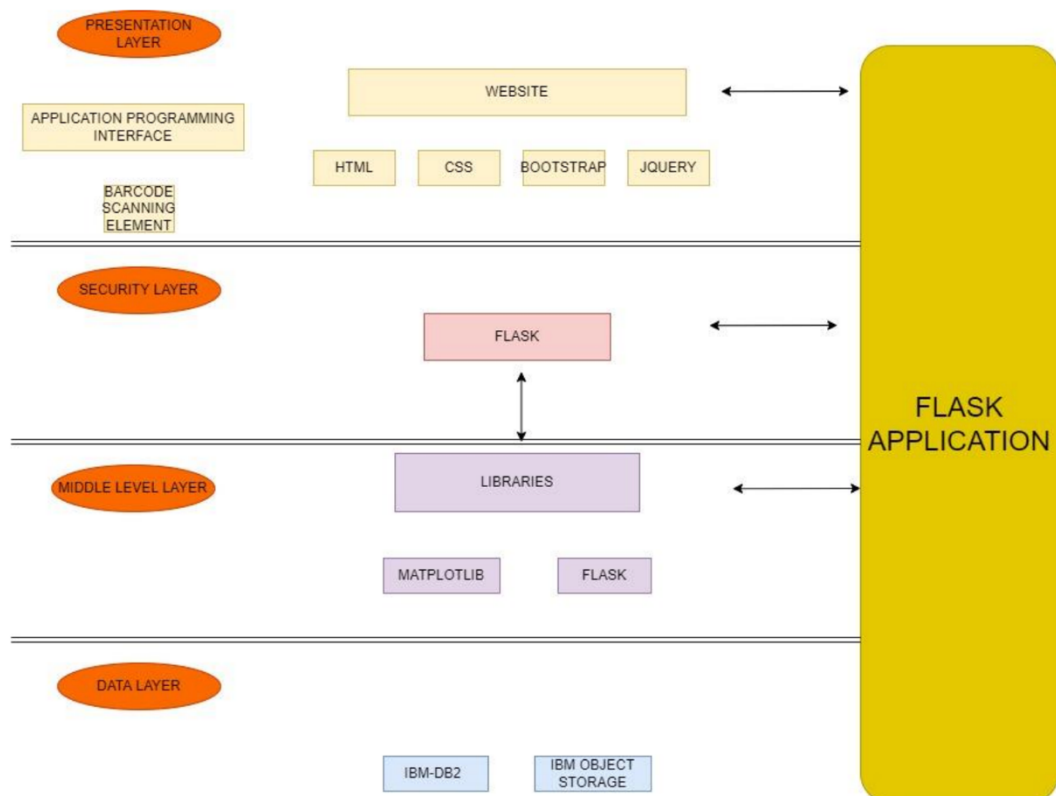 PRESENTATION
LAYER
WEBSITE
APPLICATION PROGRAMMING
INTERFACE
HTML
CSS
BOOTSTRAP
JQUERY
BARCODE
SCANNING
ELEMENT
SECURITY LAYER
FLASK
FLASK
APPLICATION
MIDDLE LEVEL LAYER
LIBRARIES
MATPLOTLIB
FLASK
DATA LAYER
IBM-DB2
IBM OBJECT
STORAGE